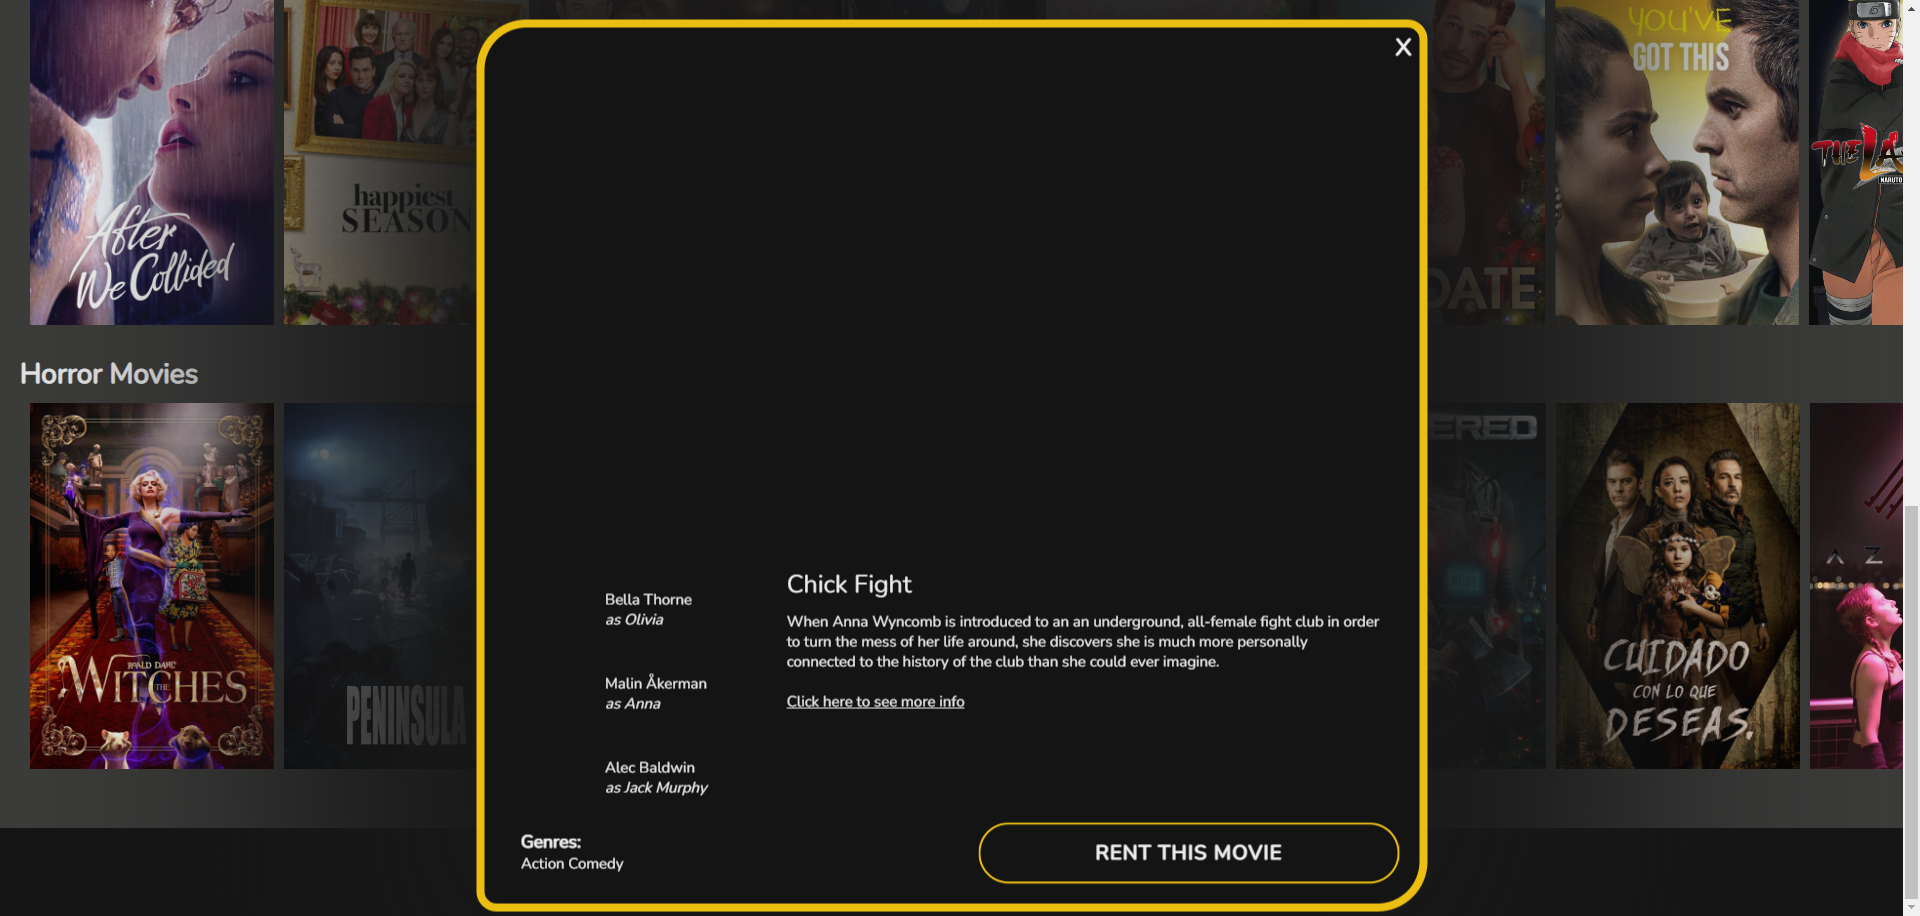 After
We Collided
happiest
SEASON
DATE
YOU'VE
GOT THIS
THE LA
NARUTO
X
Horror Movies
ROALD DAHL'
WITCHES
THE
PENINSULA
ERED
CUIDADO
CON LO QUE
DESEAS.
A Z
Bella Thorne
as Olivia
Malin Åkerman
as Anna
Alec Baldwin
as Jack Murphy
Genres:
Action Comedy
Chick Fight
When Anna Wyncomb is introduced to an an underground, all-female fight club in order
to turn the mess of her life around, she discovers she is much more personally
connected to the history of the club than she could ever imagine.
Click here to see more info
RENT THIS MOVIE